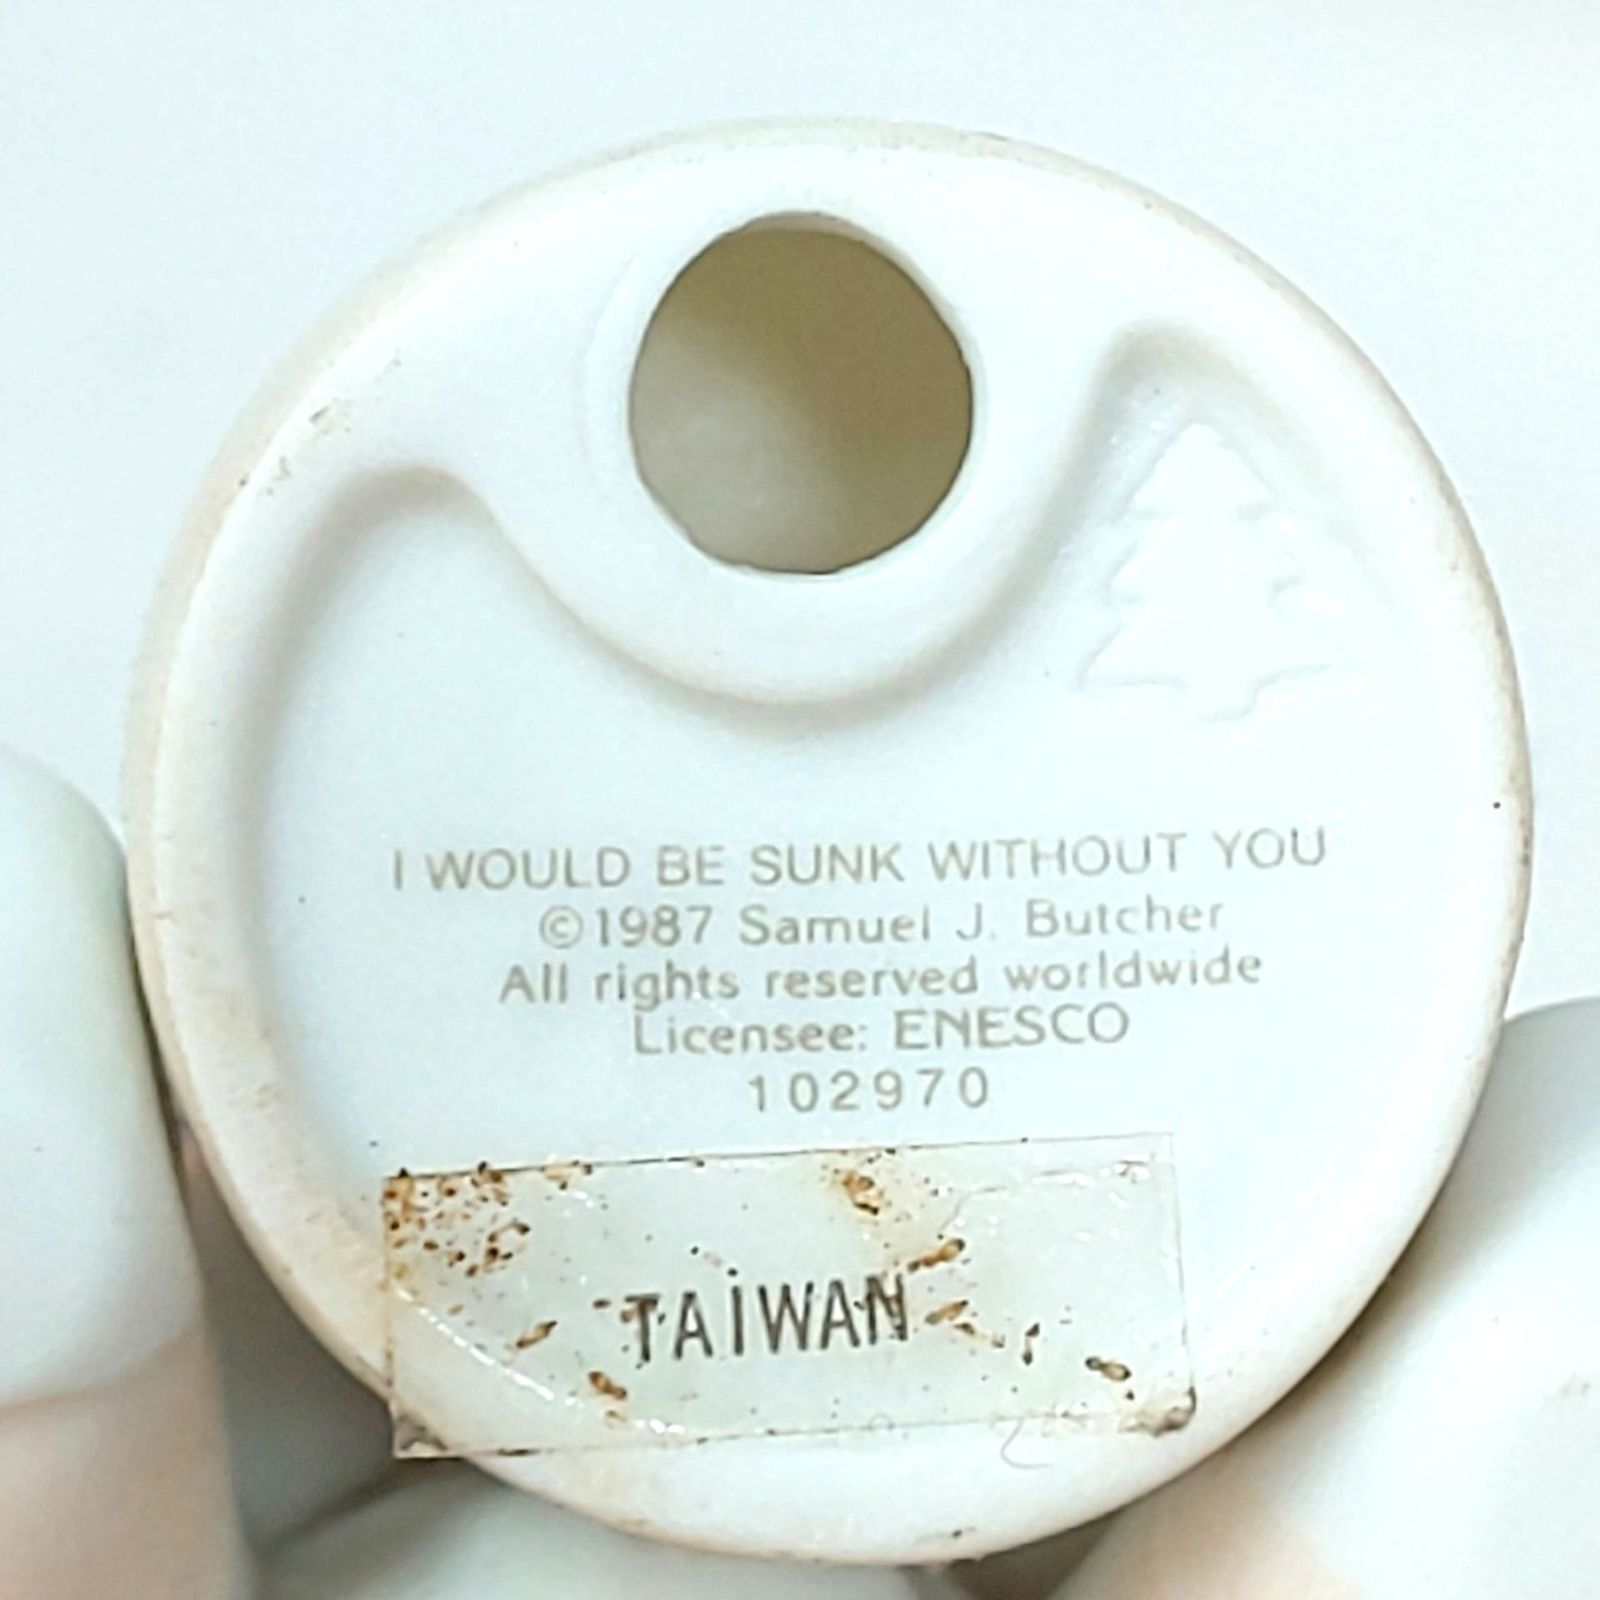 I WOULD BE SUNK WITHOUT YOU
©1987 Samuel J. Butcher
All rights reserved worldwide
Licensee: ENESCO
102970
TAIWAN